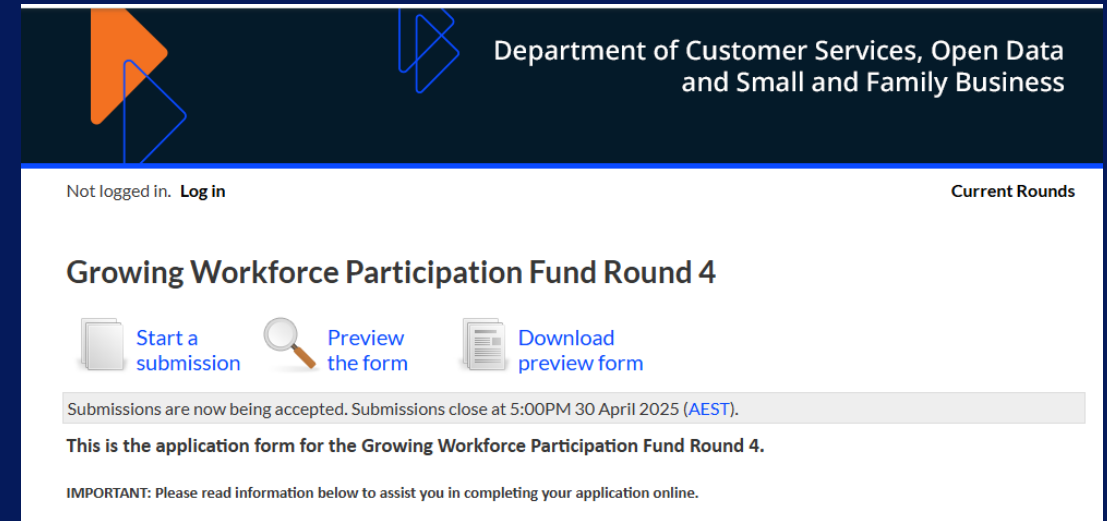 Department of Customer Services, Open Data
and Small and Family Business
Not logged in. Log in
Current Rounds
Growing Workforce Participation Fund Round 4
Start a
submission
Preview
the form
Download
preview form
Submissions are now being accepted. Submissions close at 5:00PM 30 April 2025 (AEST).
This is the application form for the Growing Workforce Participation Fund Round 4.
IMPORTANT: Please read information below to assist you in completing your application online.